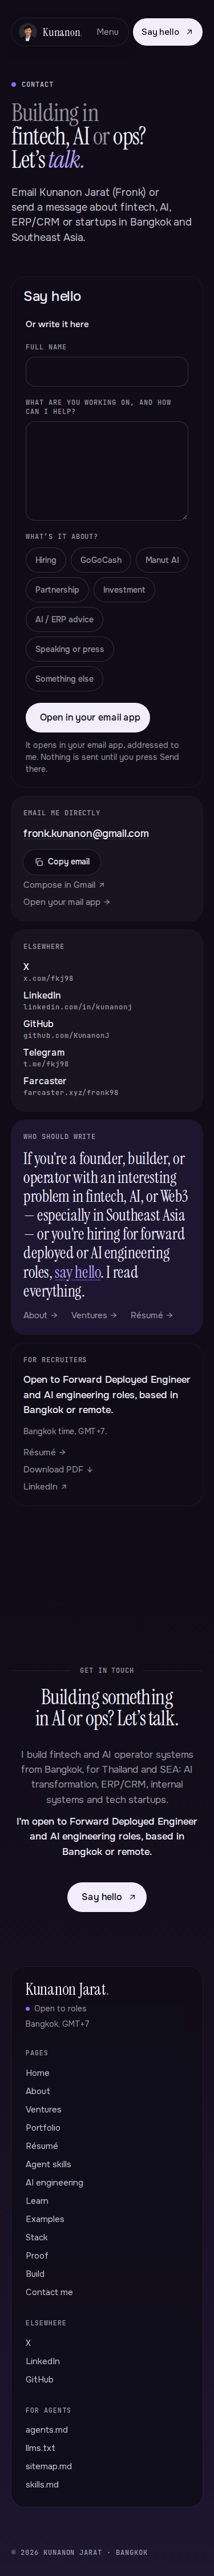 Kunanon.
Menu
Say hello ↗
CONTACT
Building in
fintech, AI or ops?
Let's talk.
Email Kunanon Jarat (Fronk) or
send a message about fintech, AI,
ERP/CRM or startups in Bangkok and
Southeast Asia.
Say hello
Or write it here
FULL NAME
WHAT ARE YOU WORKING ON, AND HOW
CAN I HELP?
WHAT'S IT ABOUT?
Hiring
GoGoCash
Manut AI
Partnership
Investment
AI / ERP advice
Speaking or press
Something else
Open in your email app
It opens in your email app, addressed to
me. Nothing is sent until you press Send
there.
EMAIL ME DIRECTLY
fronk.kunanon@gmail.com
Copy email
Compose in Gmail ↗
Open your mail app →
ELSEWHERE
X
x.com/fkj98
LinkedIn
linkedin.com/in/kunanonj
GitHub
github.com/KunanonJ
Telegram
t.me/fkj98
Farcaster
farcaster.xyz/fronk98
WHO SHOULD WRITE
If you're a founder, builder, or
operator with an interesting
problem in fintech, AI, or Web3
— especially in Southeast Asia
— or you're hiring for forward
deployed or AI engineering
roles, say hello. I read
everything.
About →
Ventures →
Résumé →
FOR RECRUITERS
Open to Forward Deployed Engineer
and AI engineering roles, based in
Bangkok or remote.
Bangkok time, GMT+7.
Résumé →
Download PDF ↓
LinkedIn ↗
GET IN TOUCH
Building something
in AI or ops? Let's talk.
I build fintech and AI operator systems
from Bangkok, for Thailand and SEA: AI
transformation, ERP/CRM, internal
systems and tech startups.
I'm open to Forward Deployed Engineer
and AI engineering roles, based in
Bangkok or remote.
Say hello ↗
Kunanon Jarat.
Open to roles
Bangkok, GMT+7
PAGES
Home
About
Ventures
Portfolio
Résumé
Agent skills
AI engineering
Learn
Examples
Stack
Proof
Build
Contact me
ELSEWHERE
X
LinkedIn
GitHub
FOR AGENTS
agents.md
llms.txt
sitemap.md
skills.md
© 2026 KUNANON JARAT · BANGKOK